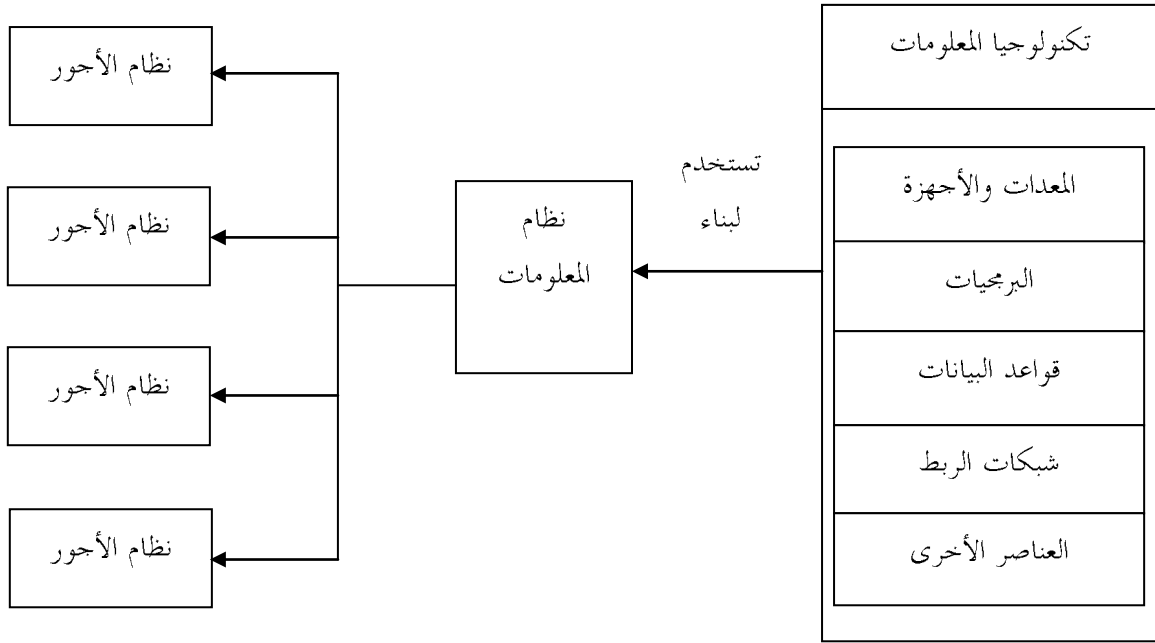 تكنولوجيا المعلومات
المعدات والأجهزة
البرمجيات
قواعد البيانات
شبكات الربط
العناصر الأخرى
تستخدم
لبناء
نظام
المعلومات
نظام الأجور
نظام الأجور
نظام الأجور
نظام الأجور